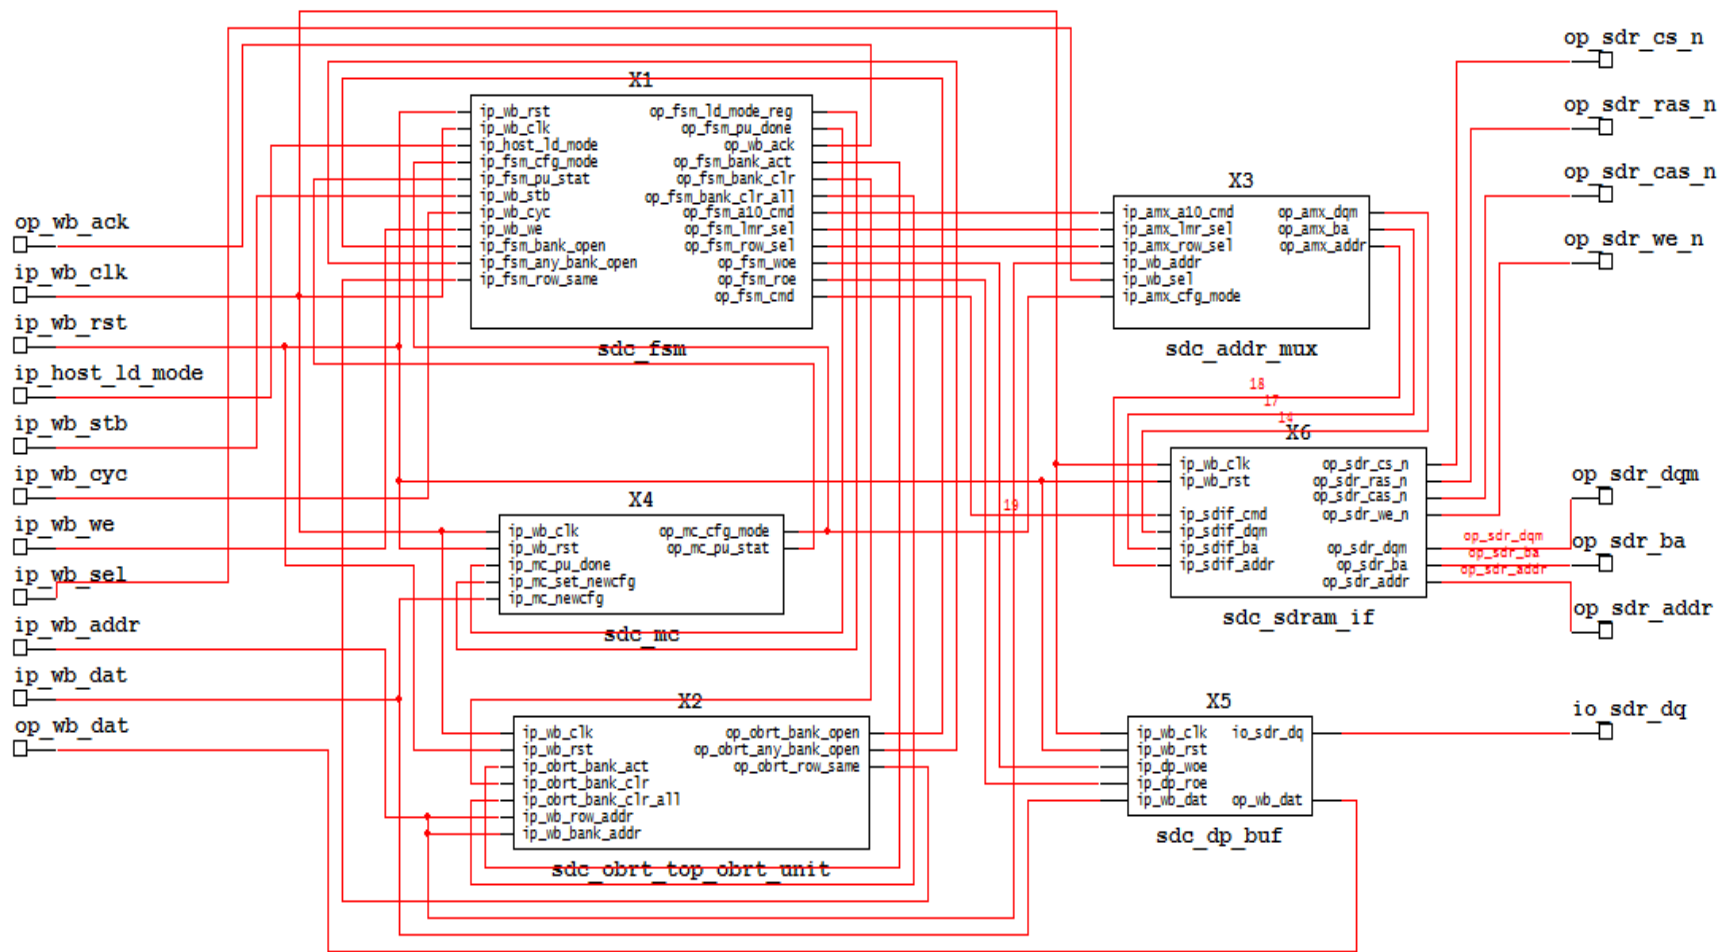 op_wb_ack
ip_wb_clk
ip_wb_rst
ip_host_ld_mode
ip_wb_stb
ip_wb_cyc
ip_wb_we
ip_wb_sel
ip_wb_addr
ip_wb_dat
op_wb_dat
X1
ip_wb_rst
ip_wb_clk
ip_host_ld_mode
ip_fsm_cfg_mode
ip_fsm_pu_stat
ip_wb_stb
ip_wb_cyc
ip_wb_we
ip_fsm_bank_open
ip_fsm_any_bank_open
ip_fsm_row_same
op_fsm_ld_mode_reg
op_fsm_pu_done
op_wb_ack
op_fsm_bank_act
op_fsm_bank_clr
op_fsm_bank_clr_all
op_fsm_a10_cmd
op_fsm_lmr_sel
op_fsm_row_sel
op_fsm_woe
op_fsm_roe
op_fsm_cmd
sdc_fsm
X4
ip_wb_clk
ip_wb_rst
ip_mc_pu_done
ip_mc_set_newcfg
ip_mc_newcfg
op_mc_cfg_mode
op_mc_pu_stat
sdc_mc
X2
ip_wb_clk
ip_wb_rst
ip_obrt_bank_act
ip_obrt_bank_clr
ip_obrt_bank_clr_all
ip_wb_row_addr
ip_wb_bank_addr
op_obrt_bank_open
op_obrt_any_bank_open
op_obrt_row_same
sdc_obrt_top_obrt_unit
X3
ip_amx_a10_cmd
ip_amx_lmr_sel
ip_amx_row_sel
ip_wb_addr
ip_wb_sel
ip_amx_cfg_mode
op_amx_dqm
op_amx_ba
op_amx_addr
sdc_addr_mux
18
17
14
19
X6
ip_wb_clk
ip_wb_rst
ip_sdif_cmd
ip_sdif_dqm
ip_sdif_ba
ip_sdif_addr
op_sdr_cs_n
op_sdr_ras_n
op_sdr_cas_n
op_sdr_we_n
op_sdr_dqm
op_sdr_ba
op_sdr_addr
sdc_sdram_if
op_sdr_dqm
op_sdr_ba
op_sdr_addr
X5
ip_wb_clk
ip_wb_rst
ip_dp_woe
ip_dp_roe
ip_wb_dat
io_sdr_dq
op_wb_dat
sdc_dp_buf
op_sdr_cs_n
op_sdr_ras_n
op_sdr_cas_n
op_sdr_we_n
op_sdr_dqm
op_sdr_ba
op_sdr_addr
io_sdr_dq